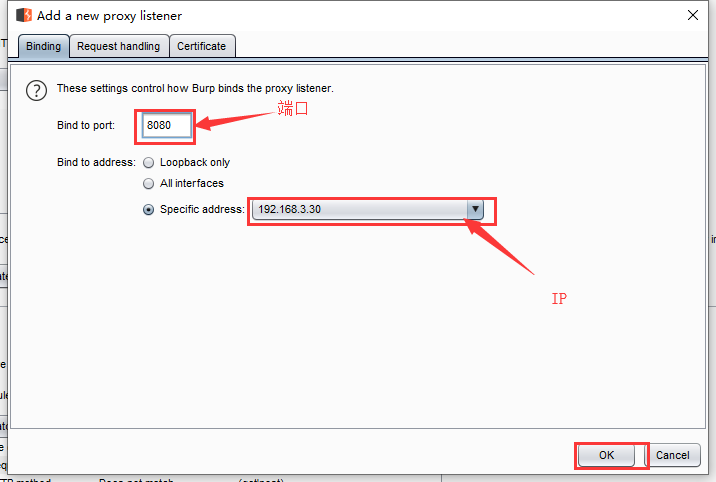 Add a new proxy listener
Binding
Request handling
Certificate
These settings control how Burp binds the proxy listener.
端口
Bind to port:
8080
Bind to address:
Loopback only
All interfaces
Specific address:
192.168.3.30
IP
OK
Cancel